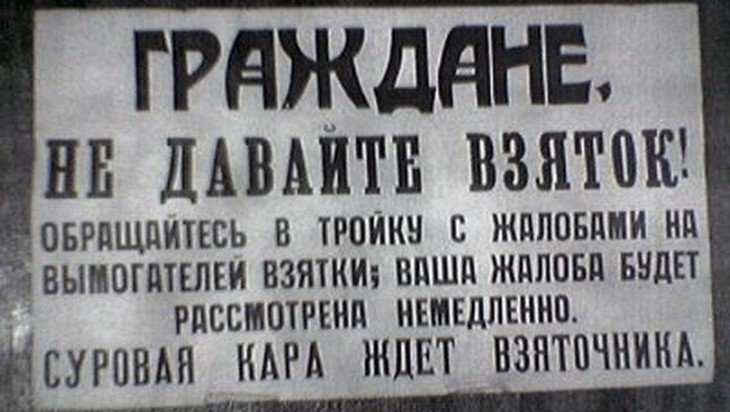 ГРАЖДАНЕ,
НЕ ДАВАЙТЕ ВЗЯТОК!
ОБРАЩАЙТЕСЬ В ТРОЙКУ С ЖАЛОБАМИ НА
ВЫМОГАТЕЛЕЙ ВЗЯТКИ; ВАША ЖАЛОБА БУДЕТ
РАССМОТРЕНА НЕМЕДЛЕННО.
СУРОВАЯ КАРА ЖДЕТ ВЗЯТОЧНИКА.